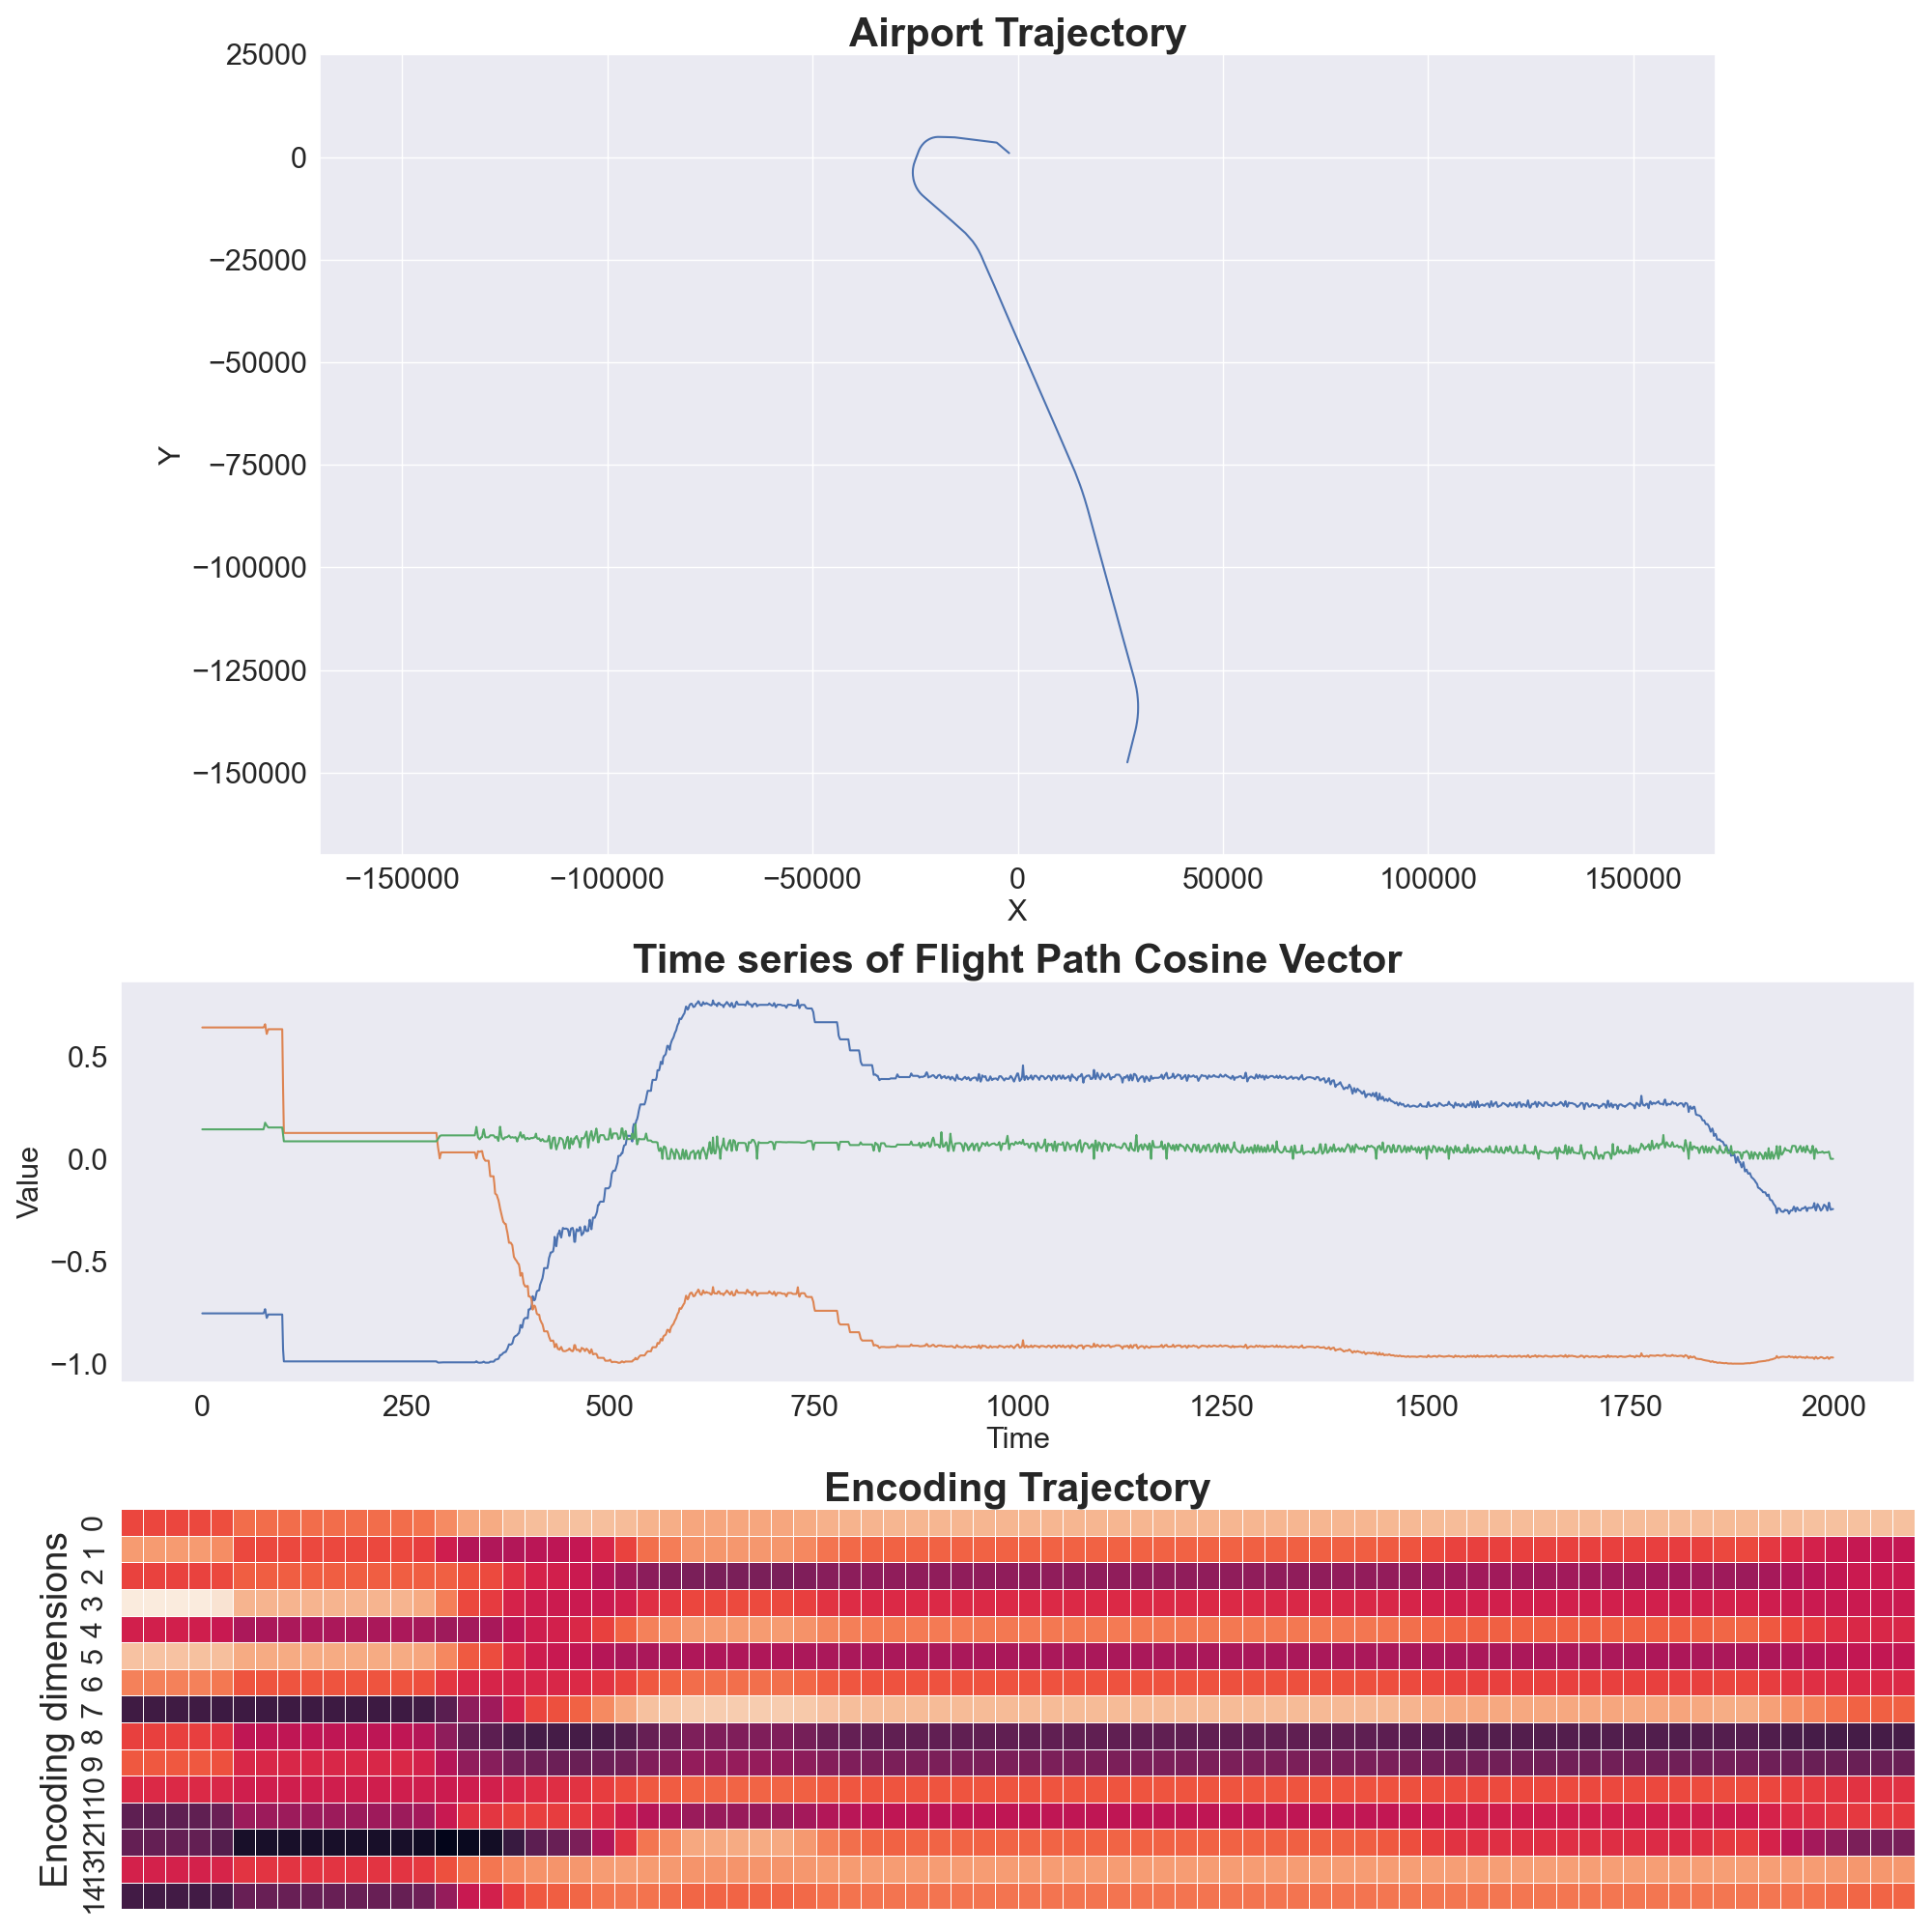 Airport Trajectory
25000
0
−25000
−50000
−75000
−100000
−125000
−150000
Y
−150000 −100000 −50000 0 50000 100000 150000
X
Time series of Flight Path Cosine Vector
0.5
0.0
−0.5
−1.0
Value
0 250 500 750 1000 1250 1500 1750 2000
Time
Encoding Trajectory
Encoding dimensions
0
1
2
3
4
5
6
7
8
9
10
11
12
13
14